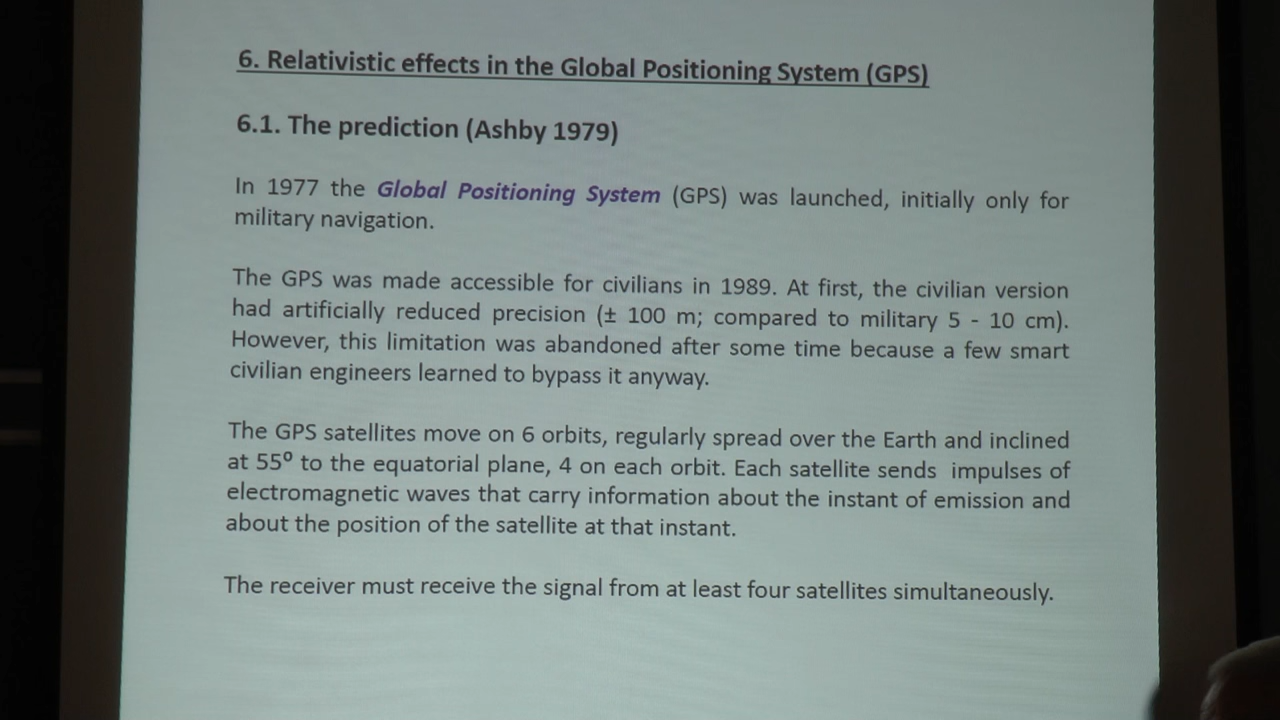 6. Relativistic effects in the Global Positioning System (GPS)
6.1. The prediction (Ashby 1979)
In 1977 the Global Positioning System (GPS) was launched, initially only for
military navigation.
The GPS was made accessible for civilians in 1989. At first, the civilian version
had artificially reduced precision (± 100 m; compared to military 5 - 10 cm).
However, this limitation was abandoned after some time because a few smart
civilian engineers learned to bypass it anyway.
The GPS satellites move on 6 orbits, regularly spread over the Earth and inclined
at 55⁰ to the equatorial plane, 4 on each orbit. Each satellite sends impulses of
electromagnetic waves that carry information about the instant of emission and
about the position of the satellite at that instant.
The receiver must receive the signal from at least four satellites simultaneously.